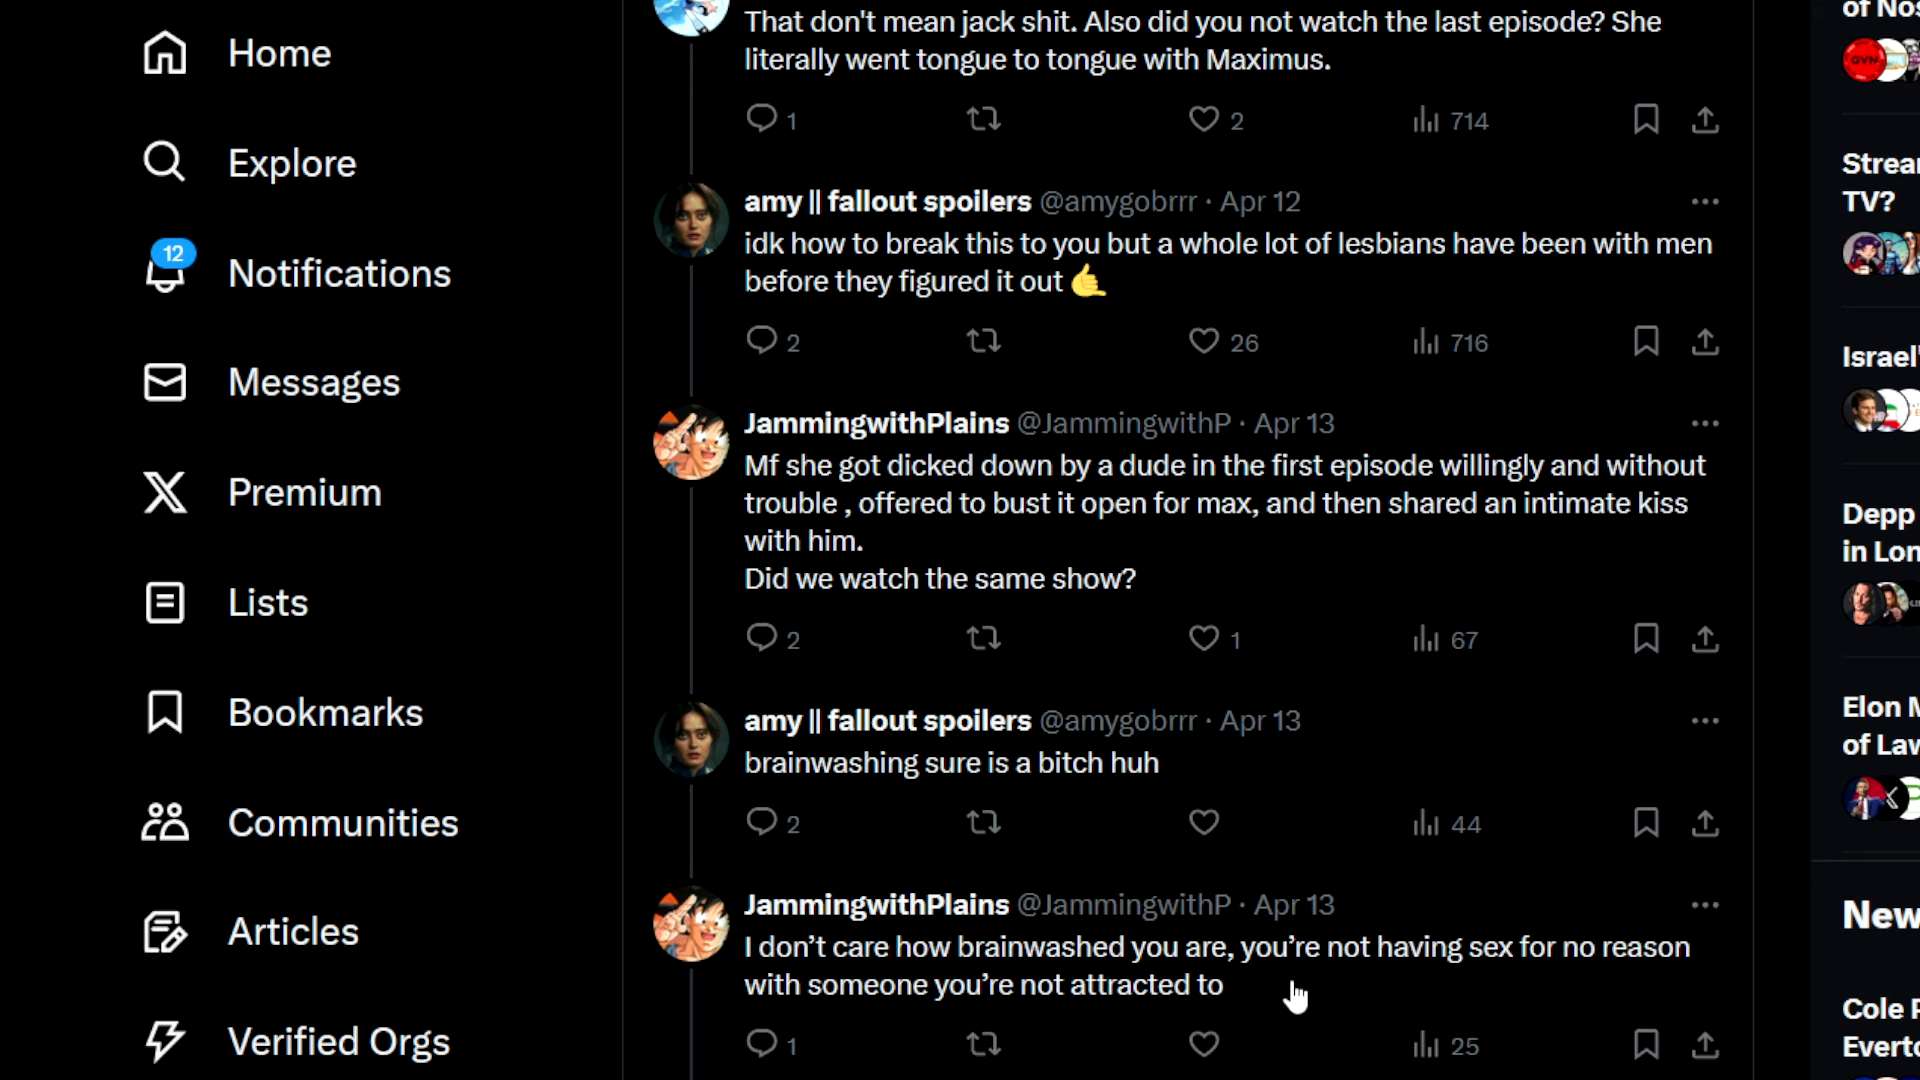 Home
Explore
12
Notifications
Messages
Premium
Lists
Bookmarks
Communities
Articles
Verified Orgs
That don't mean jack shit. Also did you not watch the last episode? She
literally went tongue to tongue with Maximus.
1 2 714
amy || fallout spoilers @amygobrrr · Apr 12
idk how to break this to you but a whole lot of lesbians have been with men
before they figured it out 🤙
2 26 716
JammingwithPlains @JammingwithP · Apr 13
Mf she got dicked down by a dude in the first episode willingly and without
trouble , offered to bust it open for max, and then shared an intimate kiss
with him.
Did we watch the same show?
2 1 67
amy || fallout spoilers @amygobrrr · Apr 13
brainwashing sure is a bitch huh
2 44
JammingwithPlains @JammingwithP · Apr 13
I don’t care how brainwashed you are, you’re not having sex for no reason
with someone you’re not attracted to
1 25
of Nos
GVN
Strea
TV?
Israel'
Depp
in Lon
Elon M
of Law
New
Cole P
Everto